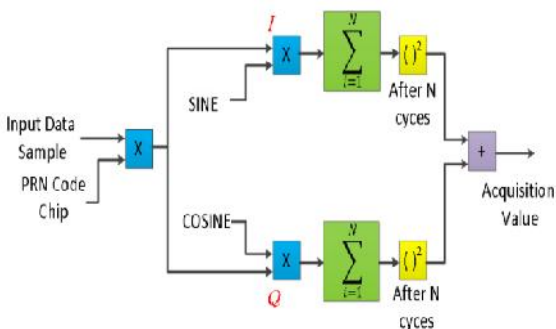 I
X
N
∑
i=1
( )²
SINE
After N
cyces
Input Data
Sample
X
+
PRN Code
Chip
Acquisition
Value
COSINE
X
N
∑
i=1
( )²
Q
After N
cyces